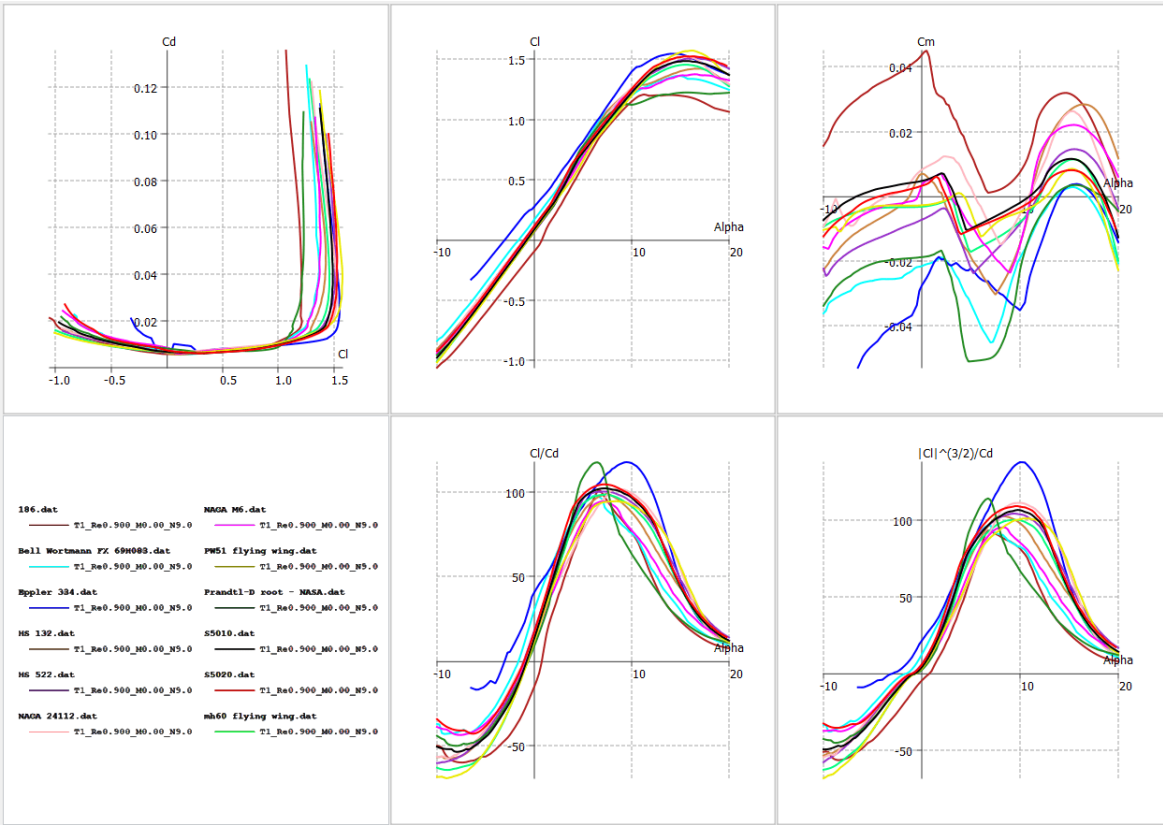 Cd
0.12
0.10
0.08
0.06
0.04
0.02
Cl
-1.0 -0.5 0.5 1.0 1.5
Cl
1.5
1.0
0.5
Alpha
-10 10 20
-0.5
-1.0
Cm
0.04
0.02
Alpha
-10 10 20
-0.02
-0.04
186.dat
T1_Re0.900_M0.00_N9.0
Bell Wortmann FX 69H083.dat
T1_Re0.900_M0.00_N9.0
Eppler 334.dat
T1_Re0.900_M0.00_N9.0
HS 132.dat
T1_Re0.900_M0.00_N9.0
HS 522.dat
T1_Re0.900_M0.00_N9.0
NACA 24112.dat
T1_Re0.900_M0.00_N9.0
NACA M6.dat
T1_Re0.900_M0.00_N9.0
PW51 flying wing.dat
T1_Re0.900_M0.00_N9.0
Prandtl-D root - NASA.dat
T1_Re0.900_M0.00_N9.0
S5010.dat
T1_Re0.900_M0.00_N9.0
S5020.dat
T1_Re0.900_M0.00_N9.0
mh60 flying wing.dat
T1_Re0.900_M0.00_N9.0
Cl/Cd
100
50
Alpha
-10 10 20
-50
|Cl|^(3/2)/Cd
100
50
Alpha
-10 10 20
-50